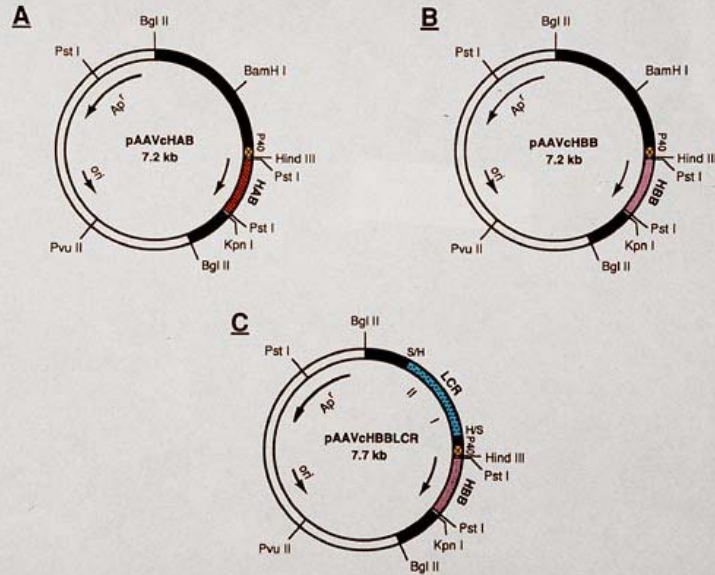 A
Bgl II
Pst I
BamH I
Apʳ
P40
pAAVcHAB
7.2 kb
Hind III
Pst I
HAB
ori
Pst I
Kpn I
Pvu II
Bgl II
B
Bgl II
Pst I
BamH I
Apʳ
P40
pAAVcHBB
7.2 kb
Hind III
Pst I
HBB
ori
Pst I
Kpn I
Pvu II
Bgl II
C
Bgl II
Pst I
S/H
LCR
II
I
Apʳ
H/S
P40
pAAVcHBBLCR
7.7 kb
Hind III
Pst I
HBB
ori
Pst I
Kpn I
Pvu II
Bgl II